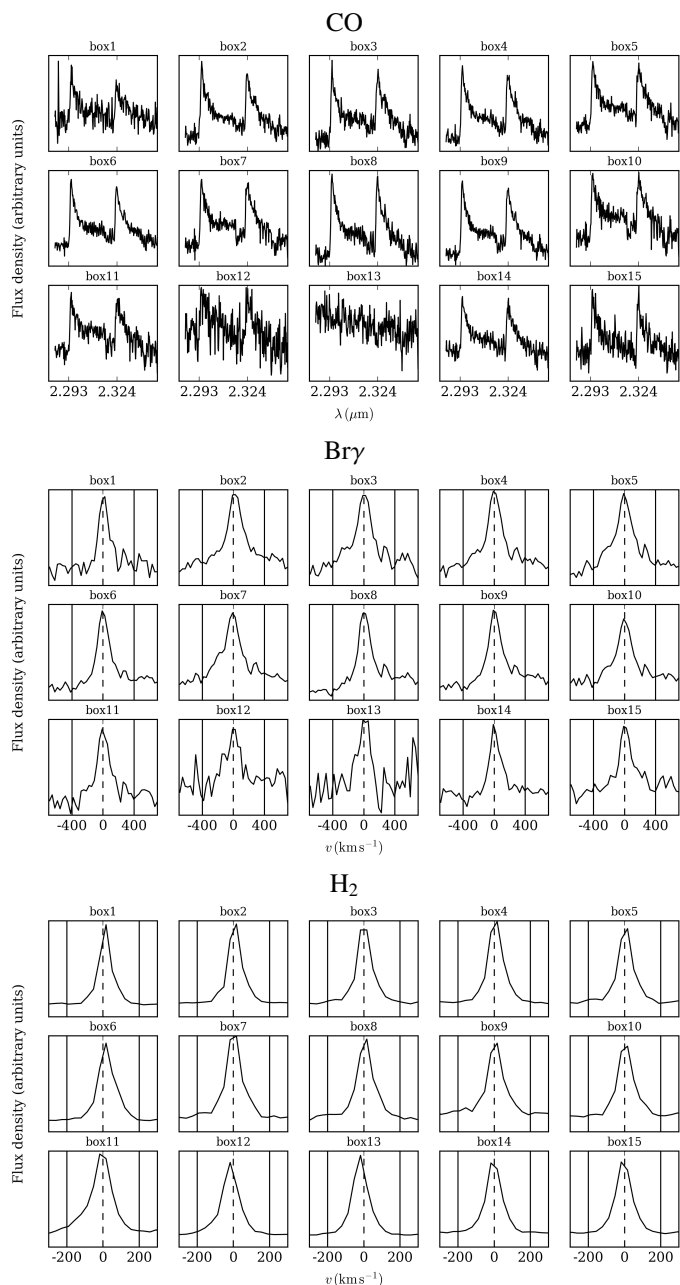 CO
box1 box2 box3 box4 box5
box6 box7 box8 box9 box10
box11 box12 box13 box14 box15
Flux density (arbitrary units)
2.293 2.324 2.293 2.324 2.293 2.324 2.293 2.324 2.293 2.324
λ (μm)
Brγ
box1 box2 box3 box4 box5
box6 box7 box8 box9 box10
box11 box12 box13 box14 box15
Flux density (arbitrary units)
-400 0 400 -400 0 400 -400 0 400 -400 0 400 -400 0 400
v (km s⁻¹)
H₂
box1 box2 box3 box4 box5
box6 box7 box8 box9 box10
box11 box12 box13 box14 box15
Flux density (arbitrary units)
-200 0 200 -200 0 200 -200 0 200 -200 0 200 -200 0 200
v (km s⁻¹)